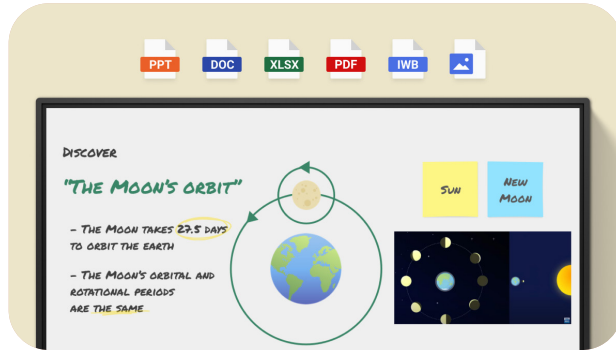 PPT
DOC
XLSX
PDF
IWB
DISCOVER
"THE MOON'S ORBIT"
- THE MOON TAKES 27.5 DAYS
TO ORBIT THE EARTH
- THE MOON'S ORBITAL AND
ROTATIONAL PERIODS
ARE THE SAME
SUN
NEW
MOON